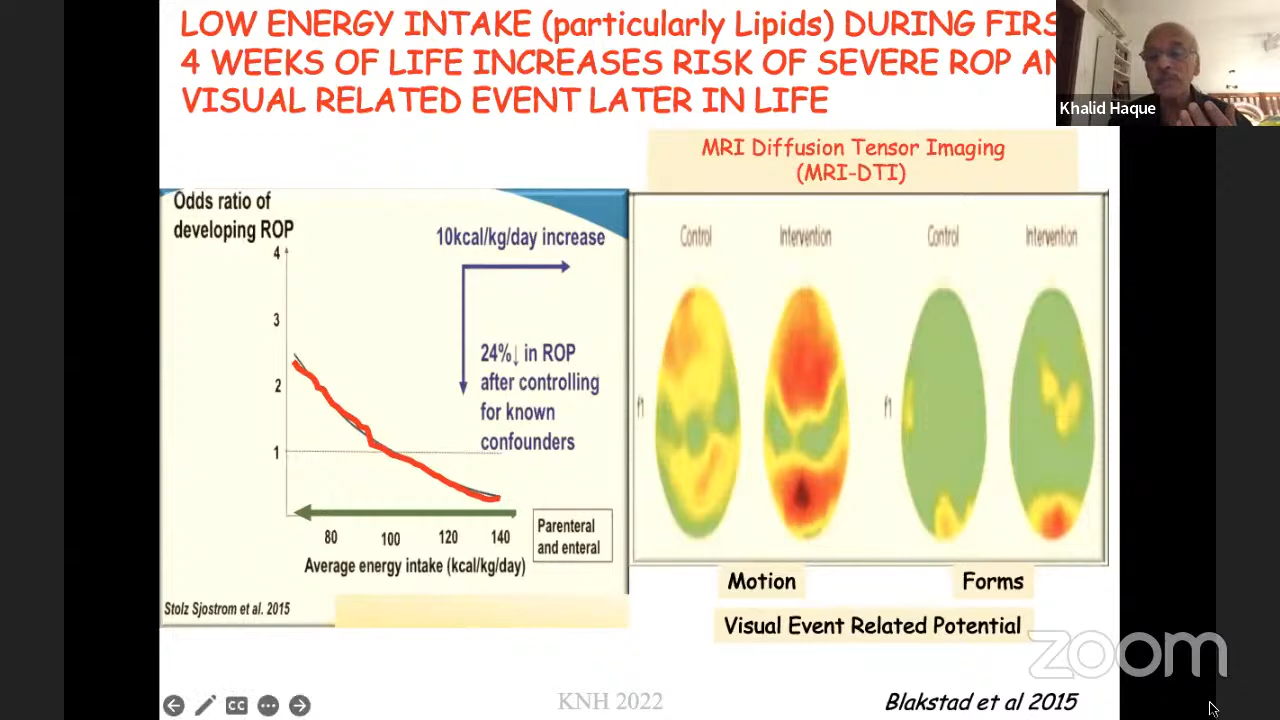 LOW ENERGY INTAKE (particularly Lipids) DURING FIRS
4 WEEKS OF LIFE INCREASES RISK OF SEVERE ROP AN
VISUAL RELATED EVENT LATER IN LIFE
Khalid Haque
MRI Diffusion Tensor Imaging
(MRI-DTI)
Odds ratio of
developing ROP
4
3
2
1
10kcal/kg/day increase
24%↓ in ROP
after controlling
for known
confounders
80 100 120 140
Average energy intake (kcal/kg/day)
Parenteral
and enteral
Stolz Sjostrom et al. 2015
Control Intervention Control Intervention
Motion Forms
Visual Event Related Potential
zoom
CC
KNH 2022
Blakstad et al 2015